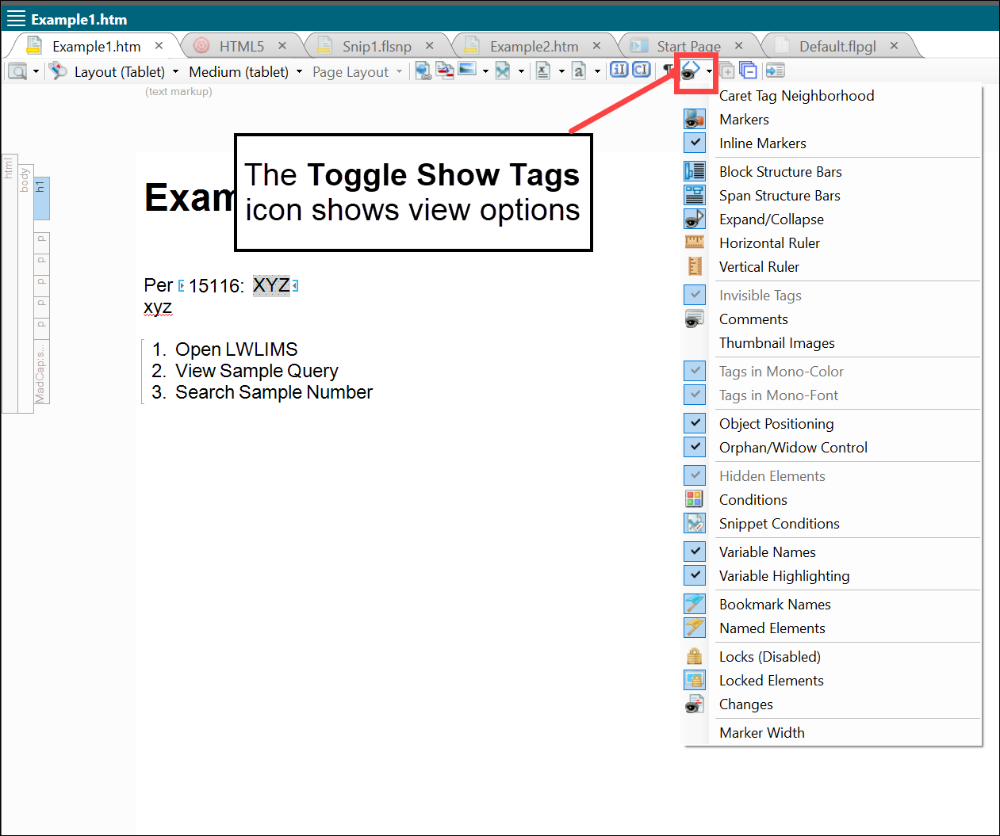 Example1.htm
Example1.htm HTML5 Snip1.flsnp Example2.htm Start Page Default.flpgl
Layout (Tablet) Medium (tablet) Page Layout
(text markup)
html
body
h1
p
p
p
p
p
MadCap:s...
The Toggle Show Tags
icon shows view options
Exam
Per 15116: XYZ
xyz
1. Open LWLIMS
2. View Sample Query
3. Search Sample Number
Caret Tag Neighborhood
Markers
Inline Markers
Block Structure Bars
Span Structure Bars
Expand/Collapse
Horizontal Ruler
Vertical Ruler
Invisible Tags
Comments
Thumbnail Images
Tags in Mono-Color
Tags in Mono-Font
Object Positioning
Orphan/Widow Control
Hidden Elements
Conditions
Snippet Conditions
Variable Names
Variable Highlighting
Bookmark Names
Named Elements
Locks (Disabled)
Locked Elements
Changes
Marker Width